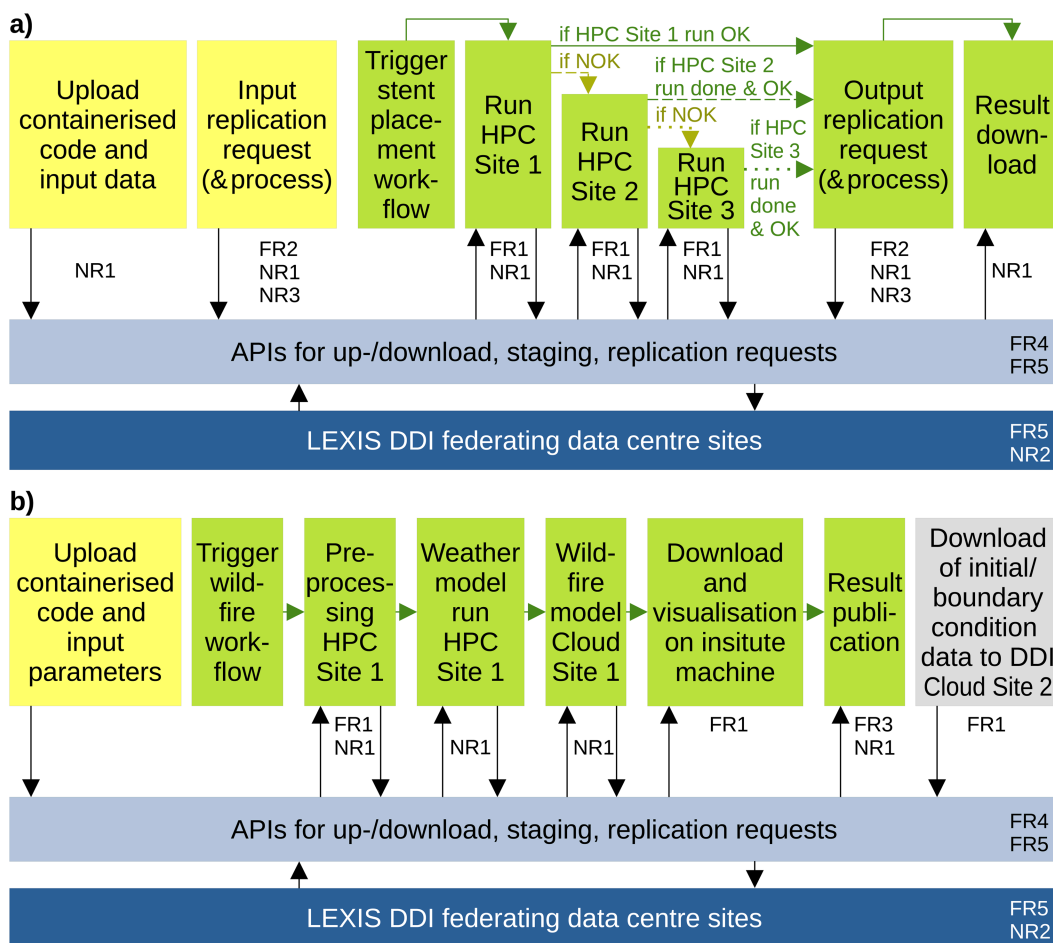 a)
Upload
containerised
code and
input data
Input
replication
request
(&process)
Trigger
stent
place-
ment
work-
flow
Run
HPC
Site 1
if HPC Site 1 run OK
if NOK
Run
HPC
Site 2
if HPC Site 2
run done & OK
if NOK
Run
HPC
Site 3
if HPC
Site 3
run
done
& OK
Output
replication
request
(&process)
Result
down-
load
NR1
FR2
NR1
NR3
FR1
NR1
FR1
NR1
FR1
NR1
FR2
NR1
NR3
NR1
APIs for up-/download, staging, replication requests
FR4
FR5
LEXIS DDI federating data centre sites
FR5
NR2
b)
Upload
containerised
code and
input
parameters
Trigger
wild-
fire
work-
flow
Pre-
proces-
sing
HPC
Site 1
Weather
model
run
HPC
Site 1
Wild-
fire
model
Cloud
Site 1
Download
and
visualisation
on insitute
machine
Result
publi-
cation
Download
of initial/
boundary
condition
data to DDI
Cloud Site 2
FR1
NR1
NR1
NR1
FR1
FR3
NR1
FR1
APIs for up-/download, staging, replication requests
FR4
FR5
LEXIS DDI federating data centre sites
FR5
NR2